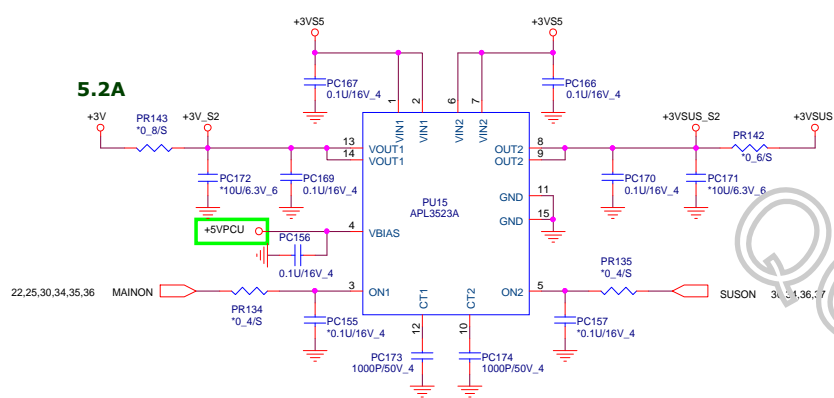 +3VS5
+3VS5
5.2A
PC167
0.1U/16V_4
PC166
0.1U/16V_4
1
2
6
7
VIN1
VIN1
VIN2
VIN2
+3V
PR143
*0_8/S
+3V_S2
+3VSUS_S2
PR142
*0_6/S
+3VSUS
13
14
VOUT1
VOUT1
8
9
OUT2
OUT2
PC172
*10U/6.3V_6
PC169
0.1U/16V_4
PU15
APL3523A
PC170
0.1U/16V_4
PC171
*10U/6.3V_6
GND
11
GND
15
+5VPCU
4
VBIAS
PC156
0.1U/16V_4
22,25,30,34,35,36
MAINON
PR134
*0_4/S
3
ON1
CT1
CT2
ON2
5
PR135
*0_4/S
SUSON
PC155
*0.1U/16V_4
PC157
*0.1U/16V_4
12
10
PC173
1000P/50V_4
PC174
1000P/50V_4